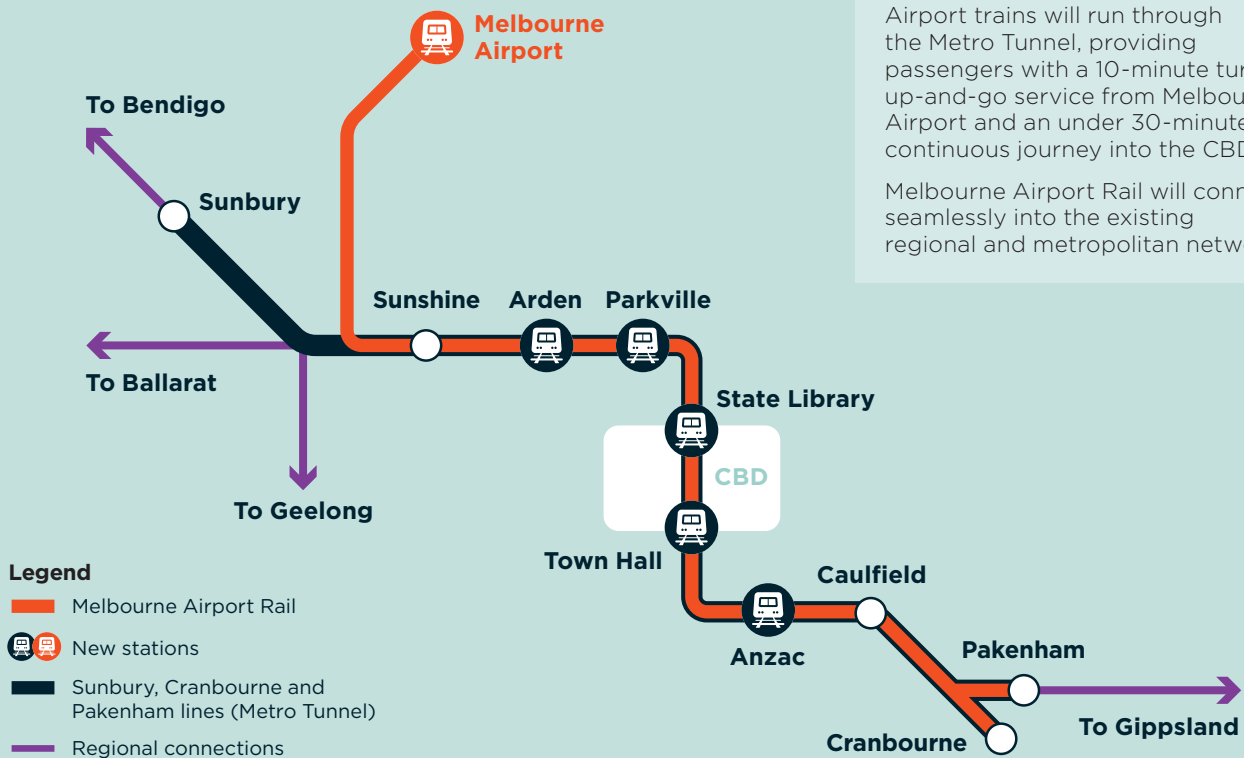 Melbourne
Airport
Airport trains will run through
the Metro Tunnel, providing
passengers with a 10-minute
up-and-go service from
Airport and an under 30-minute
continuous journey into the CBD
Melbourne Airport Rail will
seamlessly into the existing
regional and metropolitan
To Bendigo
Sunbury
Sunshine
Arden
Parkville
To Ballarat
State Library
CBD
To Geelong
Town Hall
Caulfield
Anzac
Pakenham
To Gippsland
Cranbourne
Legend
Melbourne Airport Rail
New stations
Sunbury, Cranbourne and
Pakenham lines (Metro Tunnel)
Regional connections